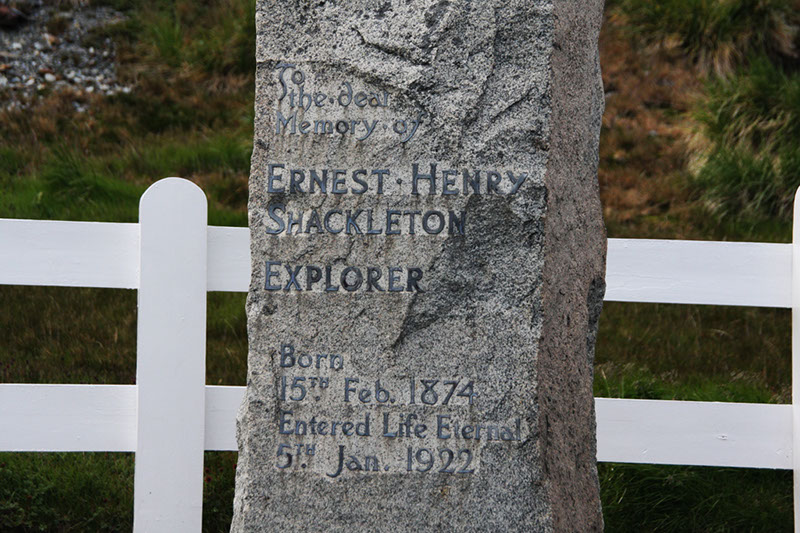 To
the·dear
Memory·of
ERNEST·HENRY
SHACKLETON
EXPLORER
Born
15TH Feb. 1874
Entered Life Eternal
5TH Jan. 1922